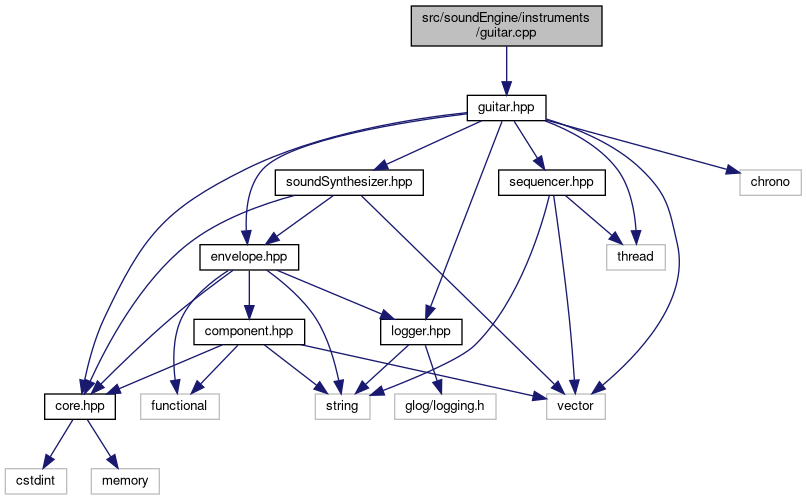 src/soundEngine/instruments
/guitar.cpp
guitar.hpp
soundSynthesizer.hpp
sequencer.hpp
chrono
envelope.hpp
thread
component.hpp
logger.hpp
core.hpp
functional
string
glog/logging.h
vector
cstdint
memory